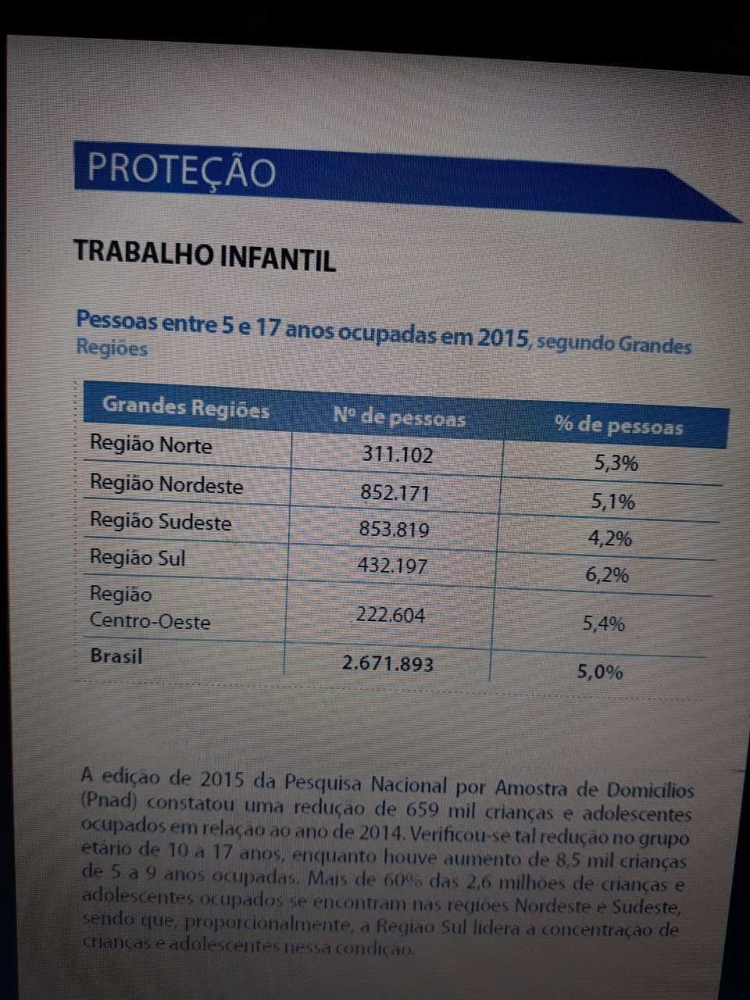 PROTEÇÃO
TRABALHO INFANTIL
Pessoas entre 5 e 17 anos ocupadas em 2015, segundo Grandes
Regiões
Grandes Regiões Nº de pessoas % de pessoas
Região Norte 311.102 5,3%
Região Nordeste 852.171 5,1%
Região Sudeste 853.819 4,2%
Região Sul 432.197 6,2%
Região
Centro-Oeste 222.604 5,4%
Brasil 2.671.893 5,0%
A edição de 2015 da Pesquisa Nacional por Amostra de Domicílios
(Pnad) constatou uma redução de 659 mil crianças e adolescentes
ocupados em relação ao ano de 2014. Verificou-se tal redução no grupo
etário de 10 a 17 anos, enquanto houve aumento de 8,5 mil crianças
de 5 a 9 anos ocupadas. Mais de 60% das 2,6 milhões de crianças e
adolescentes ocupados se encontram nas regiões Nordeste e Sudeste,
sendo que, proporcionalmente, a Região Sul lidera a concentração de
crianças e adolescentes nessa condição.